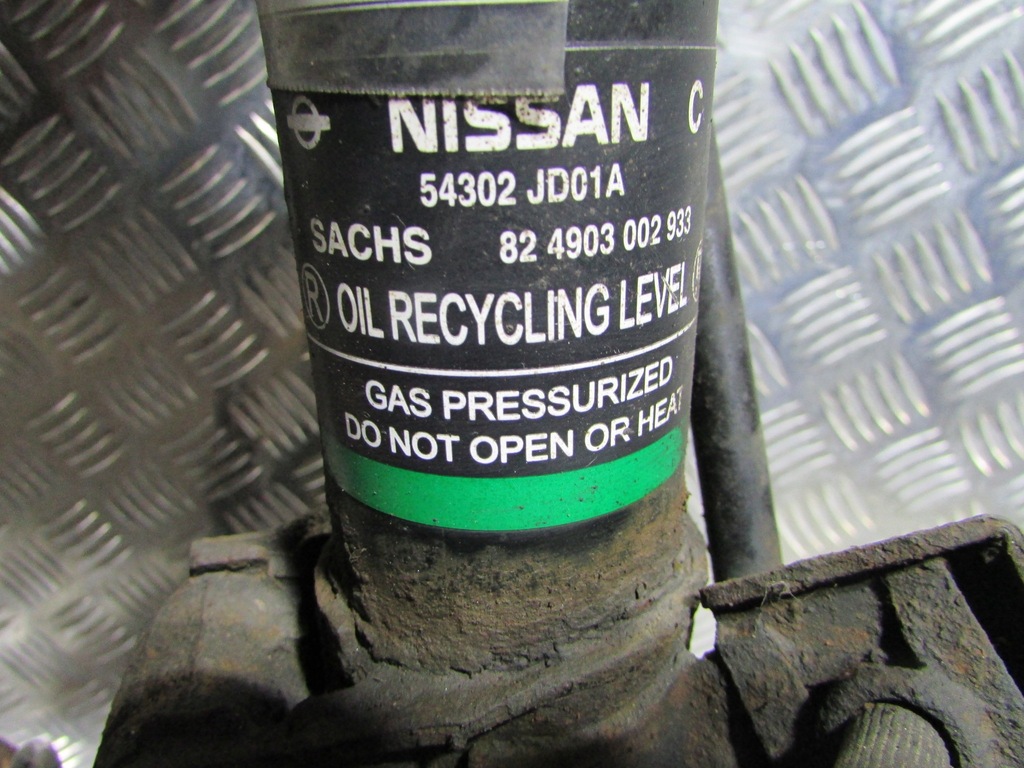 NISSAN C
54302 JD01A
SACHS 82 4903 002 933
® OIL RECYCLING LEVEL
GAS PRESSURIZED
DO NOT OPEN OR HEAT